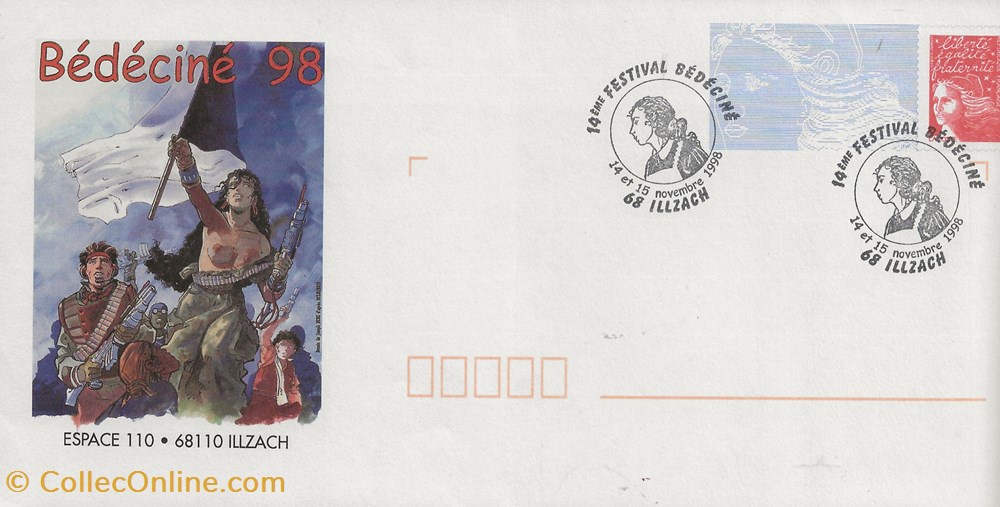 Bédéciné 98
ESPACE 110 • 68110 ILLZACH
14ÈME FESTIVAL BÉDÉCINÉ
14 et 15 novembre 1998
68 ILLZACH
liberté
égalité
fraternité
14ÈME FESTIVAL BÉDÉCINÉ
14 et 15 novembre 1998
68 ILLZACH
© CollecOnline.com